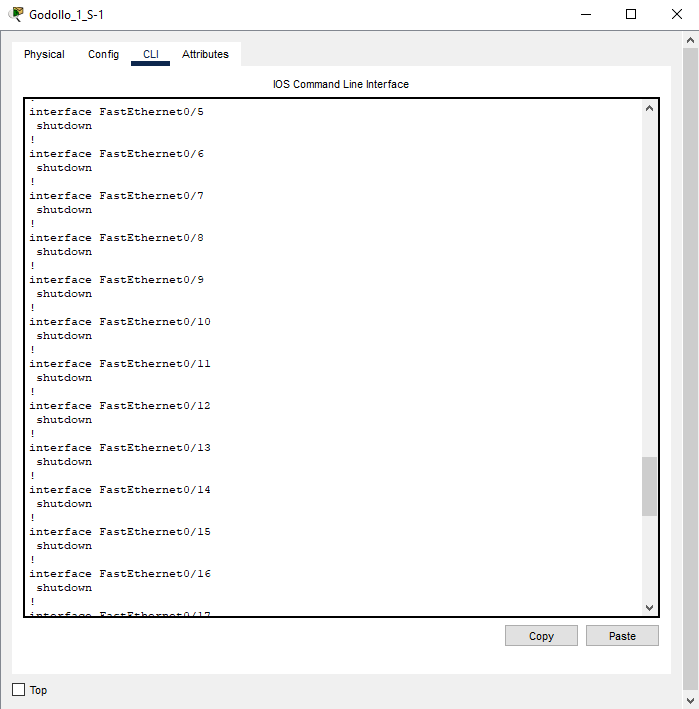 Godollo_1_S-1
Physical Config CLI Attributes
IOS Command Line Interface
!
interface FastEthernet0/5
 shutdown
!
interface FastEthernet0/6
 shutdown
!
interface FastEthernet0/7
 shutdown
!
interface FastEthernet0/8
 shutdown
!
interface FastEthernet0/9
 shutdown
!
interface FastEthernet0/10
 shutdown
!
interface FastEthernet0/11
 shutdown
!
interface FastEthernet0/12
 shutdown
!
interface FastEthernet0/13
 shutdown
!
interface FastEthernet0/14
 shutdown
!
interface FastEthernet0/15
 shutdown
!
interface FastEthernet0/16
 shutdown
!
interface FastEthernet0/17
Copy Paste
Top